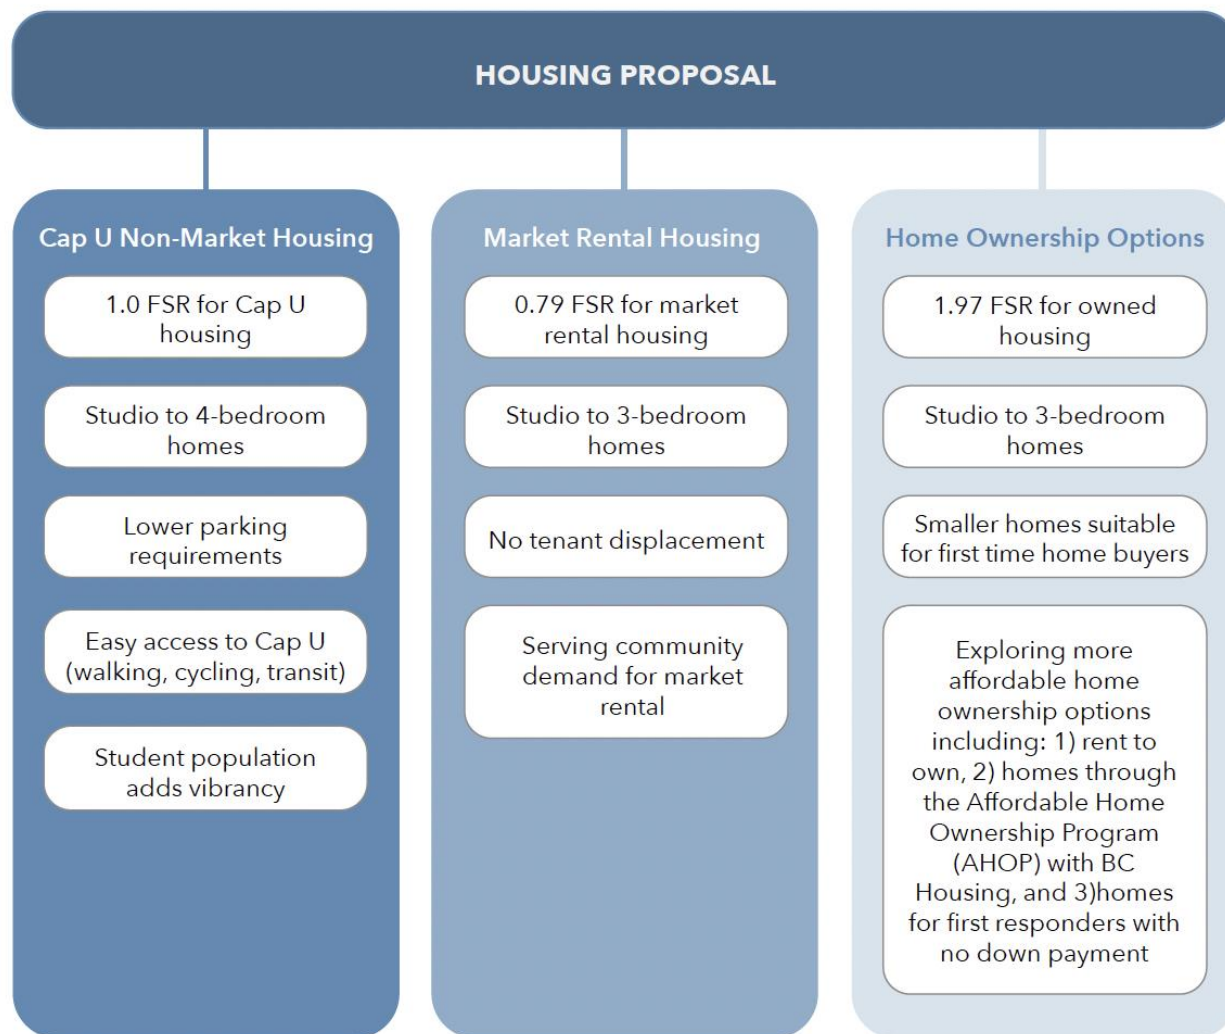 HOUSING PROPOSAL
Cap U Non-Market Housing
1.0 FSR for Cap U
housing
Studio to 4-bedroom
homes
Lower parking
requirements
Easy access to Cap U
(walking, cycling, transit)
Student population
adds vibrancy
Market Rental Housing
0.79 FSR for market
rental housing
Studio to 3-bedroom
homes
No tenant displacement
Serving community
demand for market
rental
Home Ownership Options
1.97 FSR for owned
housing
Studio to 3-bedroom
homes
Smaller homes suitable
for first time home buyers
Exploring more
affordable home
ownership options
including: 1) rent to
own, 2) homes through
the Affordable Home
Ownership Program
(AHOP) with BC
Housing, and 3)homes
for first responders with
no down payment